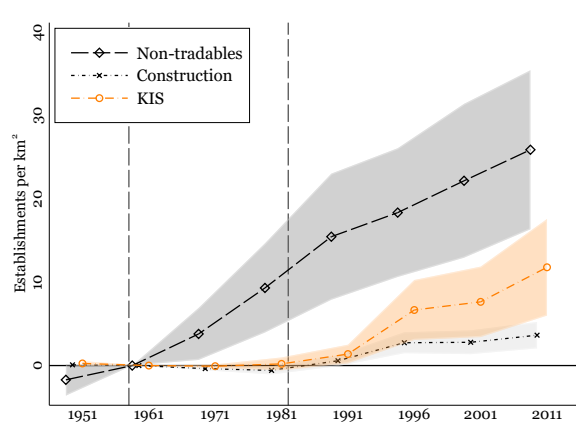 Non-tradables
Construction
KIS
Establishments per km²
40
30
20
10
0
1951 1961 1971 1981 1991 1996 2001 2011